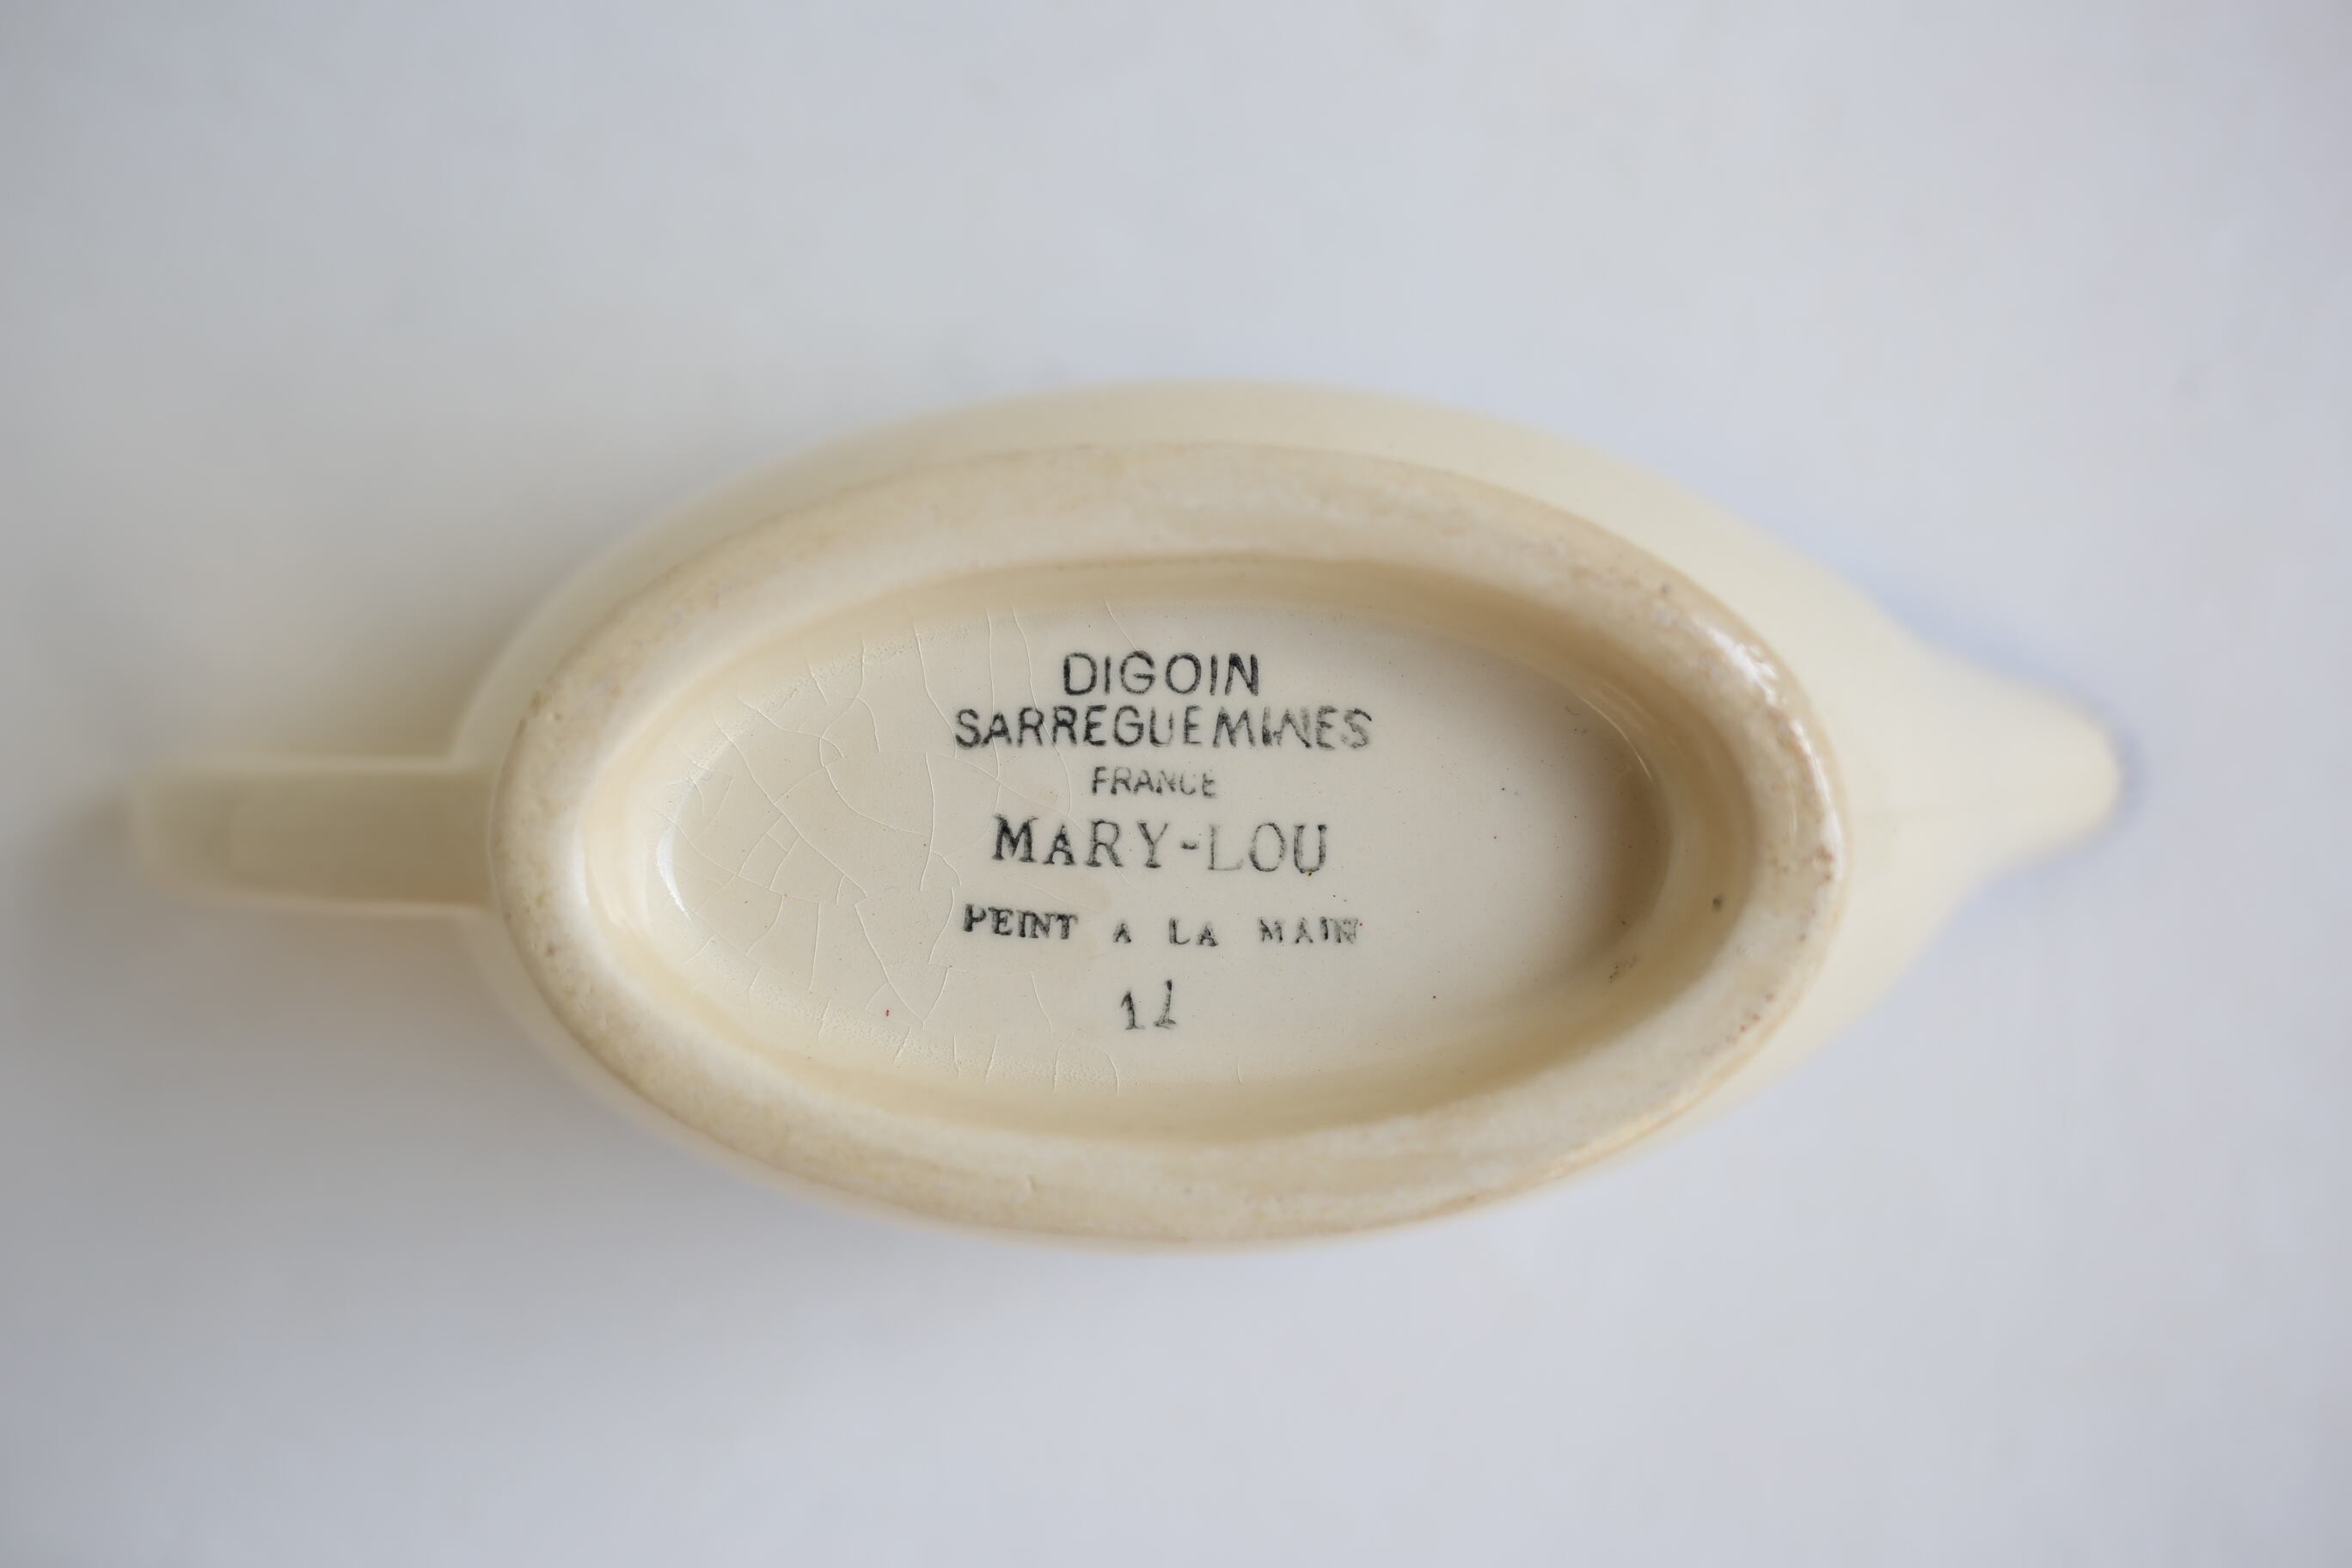 DIGOIN
SARREGUEMINES
FRANCE
MARY-LOU
PEINT A LA MAIN
11